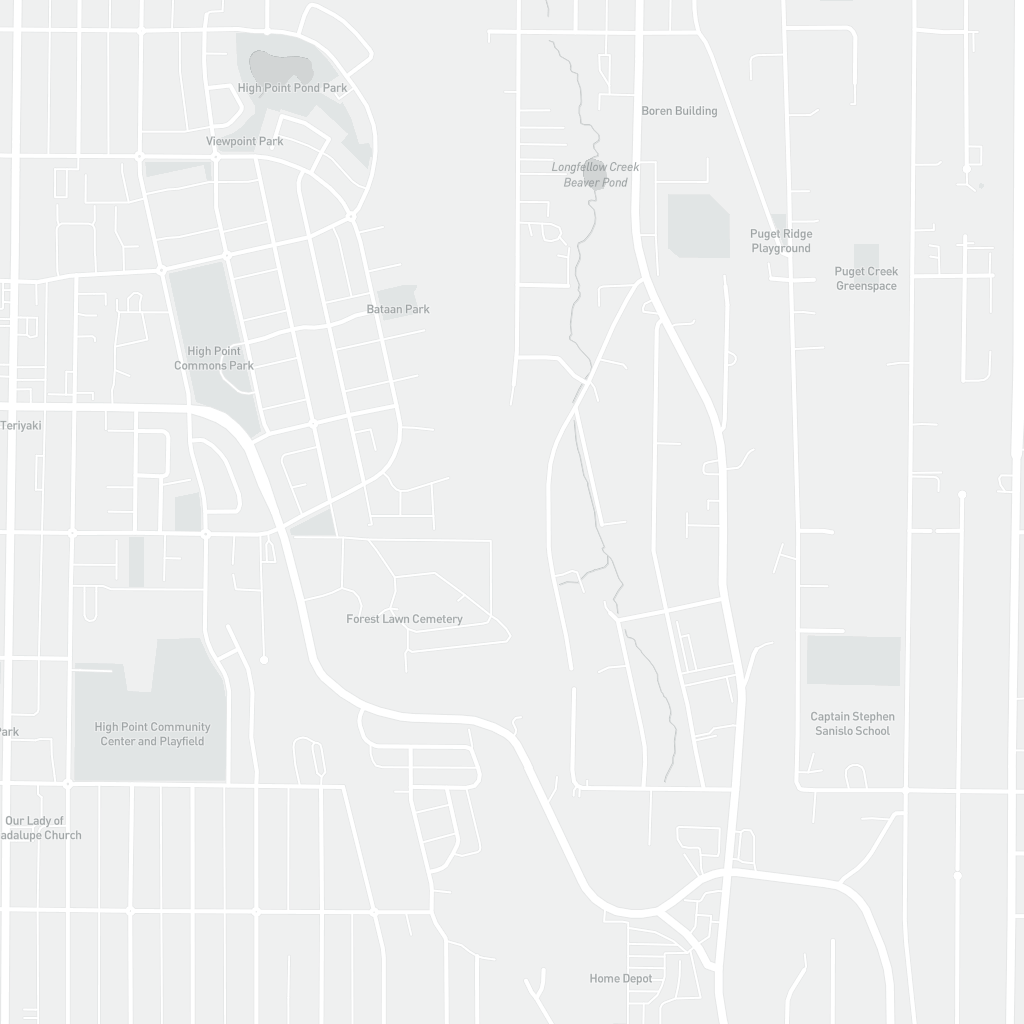 High Point Pond Park
Boren Building
Viewpoint Park
Longfellow Creek
Beaver Pond
Puget Ridge
Playground
Puget Creek
Greenspace
Bataan Park
High Point
Commons Park
Teriyaki
Forest Lawn Cemetery
High Point Community
Center and Playfield
Captain Stephen
Sanislo School
Park
Our Lady of
adalupe Church
Home Depot